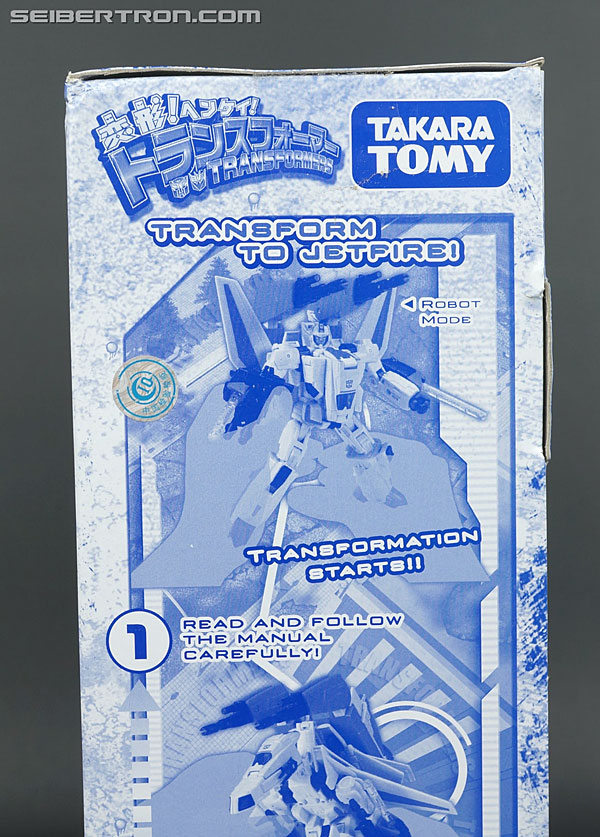 SEIBERTRON.COM
変形!ヘンケイ!
トランスフォーマー
TRANSFORMERS
TAKARA
TOMY
TRANSFORM
TO JETFIRE!
ROBOT
MODE
TRANSFORMATION
STARTS!!
1
READ AND FOLLOW
THE MANUAL
CAREFULLY!